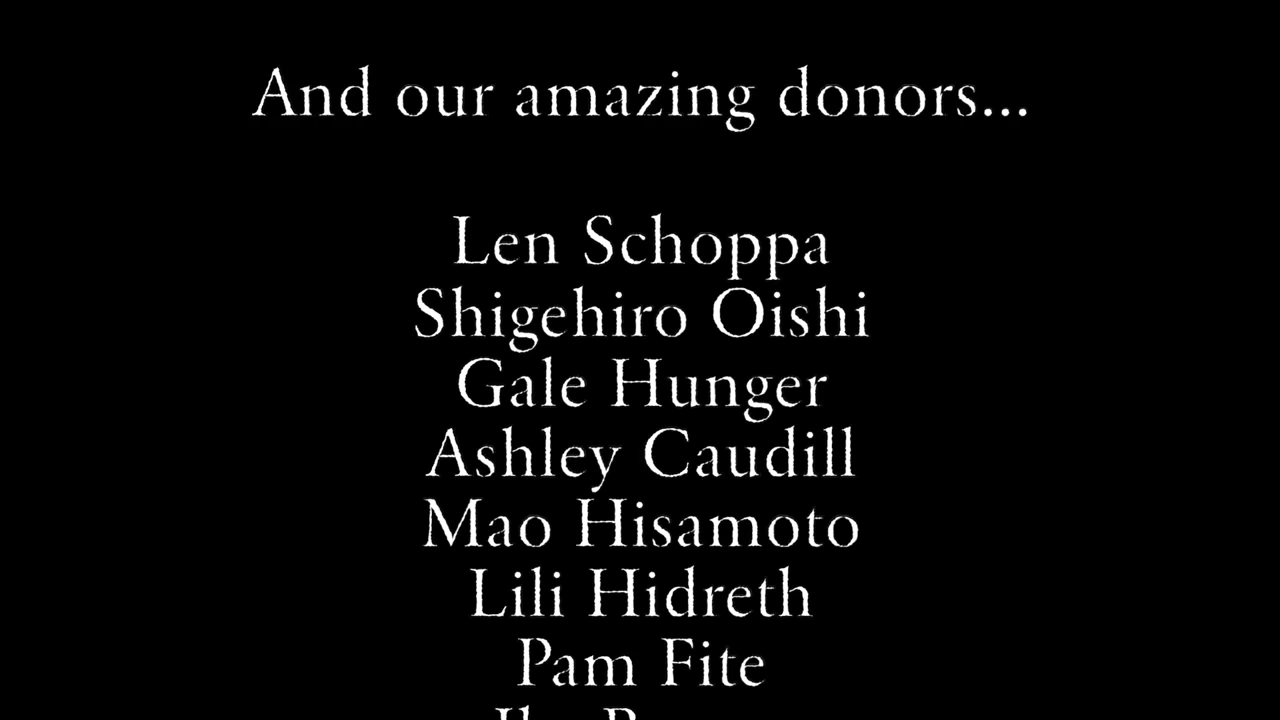 And our amazing donors...
Len Schoppa
Shigehiro Oishi
Gale Hunger
Ashley Caudill
Mao Hisamoto
Lili Hidreth
Pam Fite